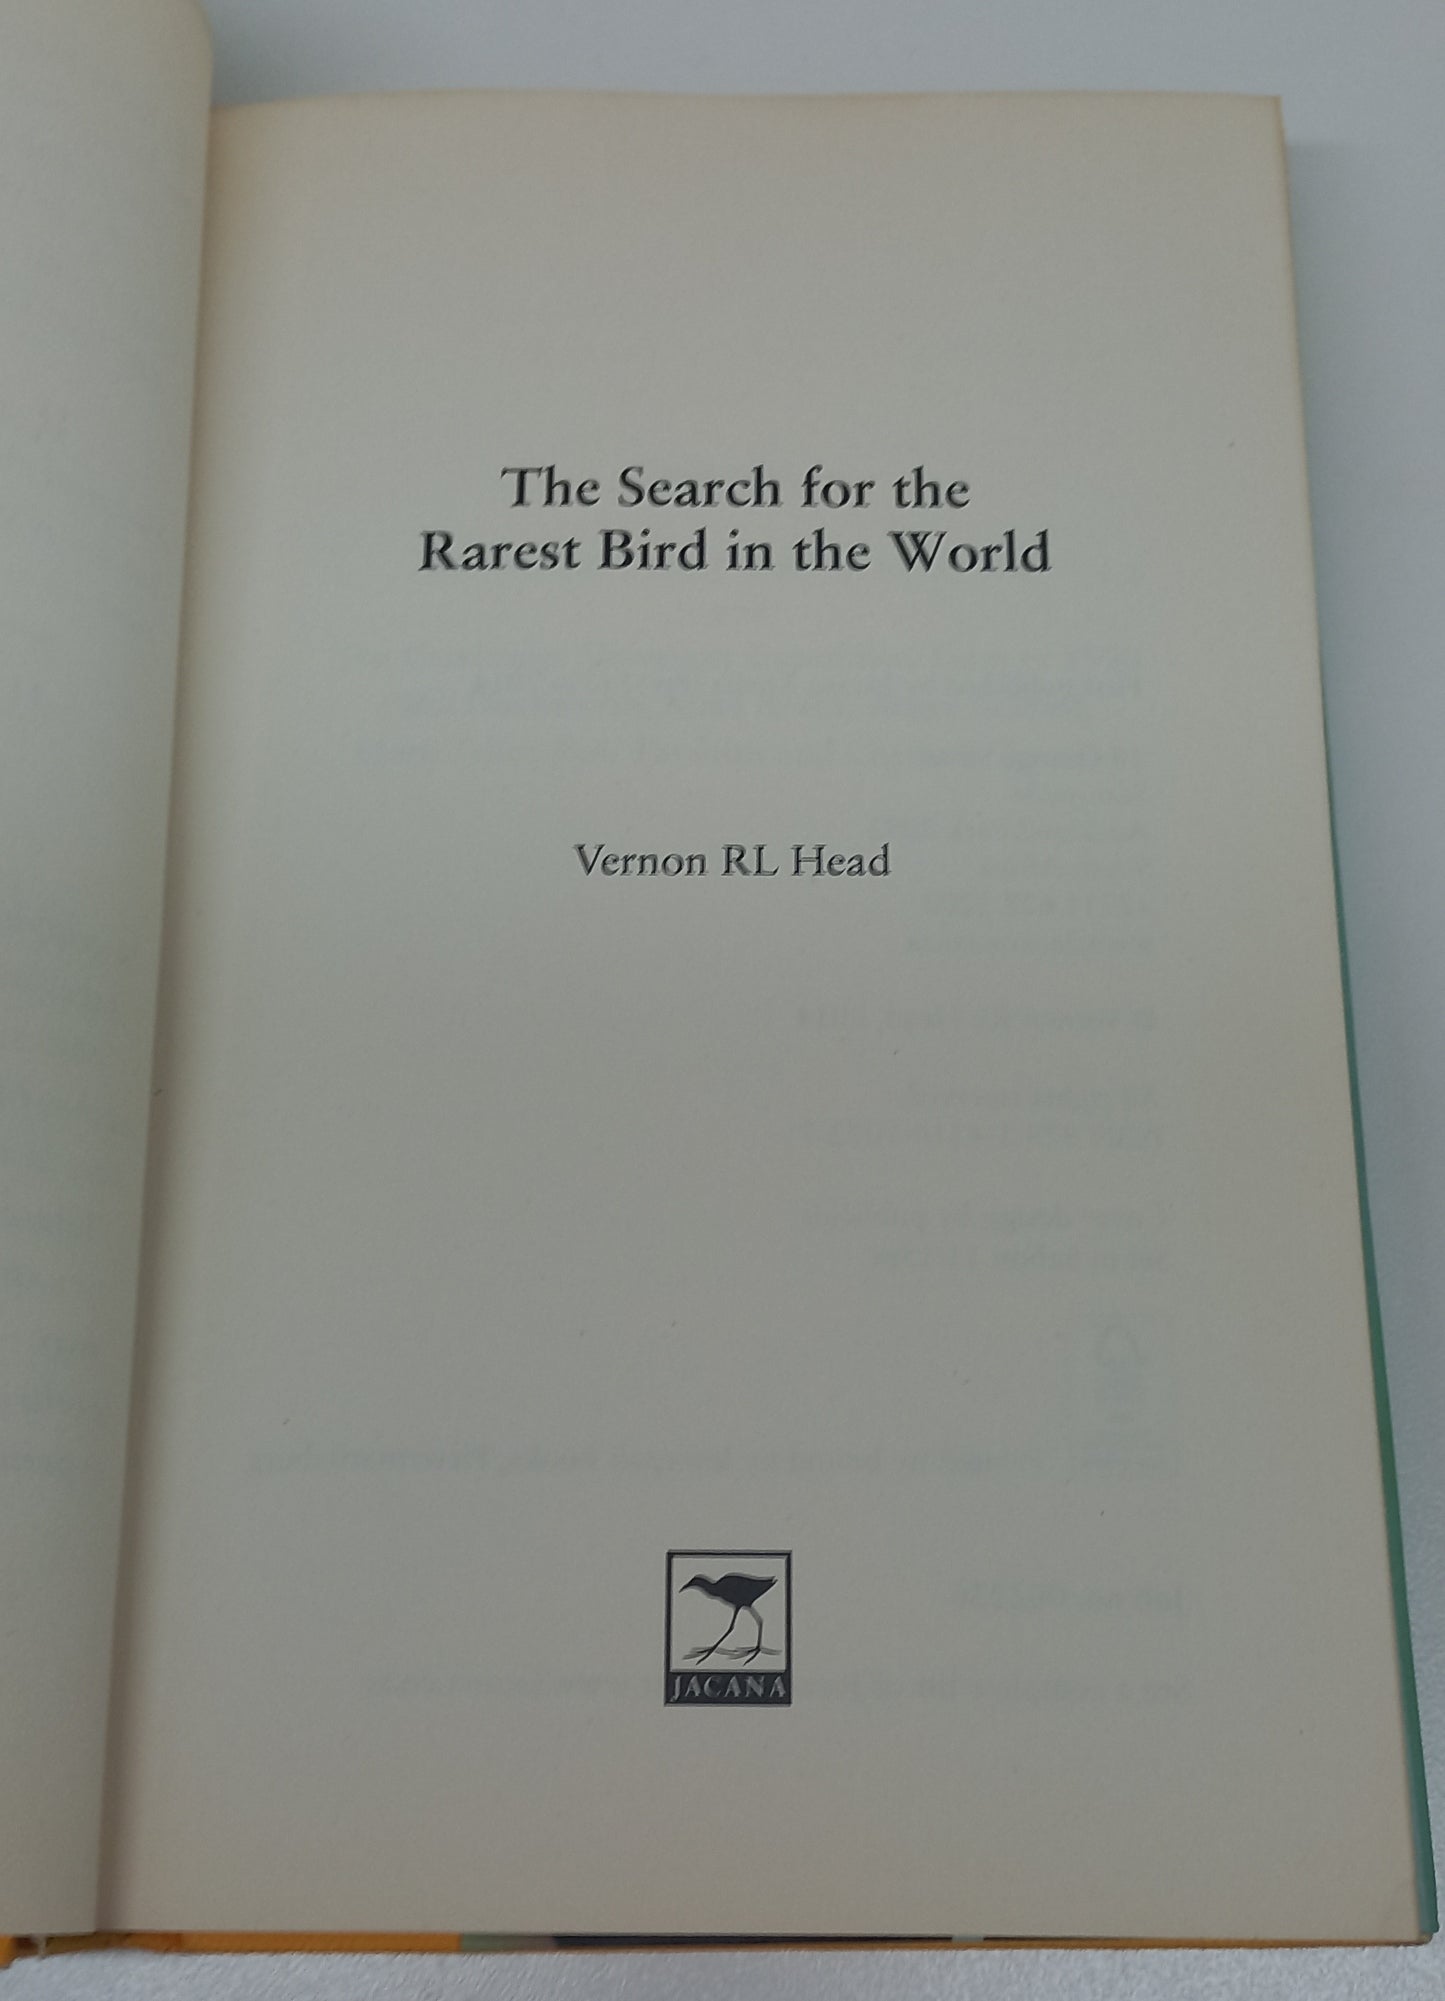 The Search for the
Rarest Bird in the World
Vernon RL Head
JACANA